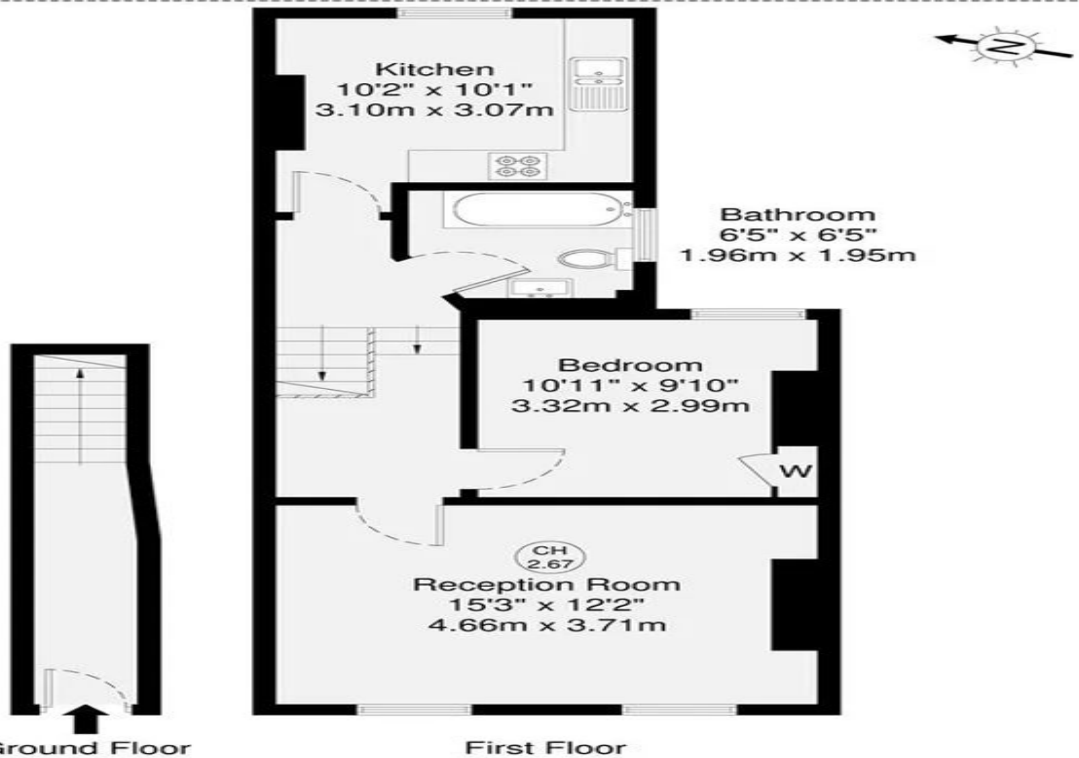 N
Kitchen
10'2" x 10'1"
3.10m x 3.07m
Bathroom
6'5" x 6'5"
1.96m x 1.95m
Bedroom
10'11" x 9'10"
3.32m x 2.99m
W
CH
2.67
Reception Room
15'3" x 12'2"
4.66m x 3.71m
Ground Floor
First Floor